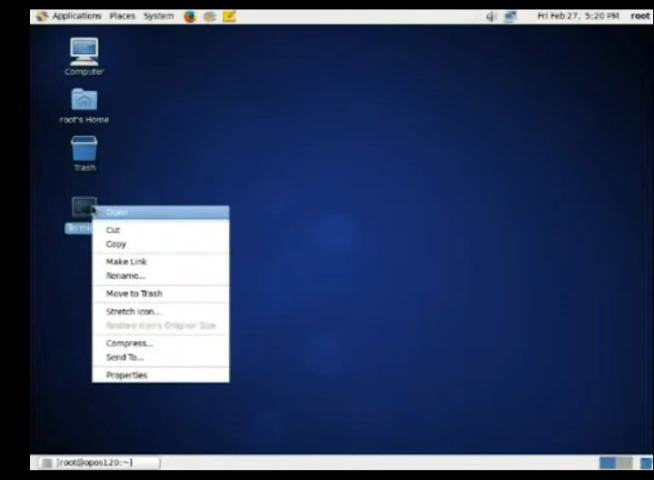 Applications Places System
Fri Feb 27, 5:20 PM root
Computer
root's Home
Trash
Open
Cut
Copy
Make Link
Rename...
Move to Trash
Stretch Icon...
Restore Icon's Original Size
Compress...
Send To...
Properties
[root@opos120:~]